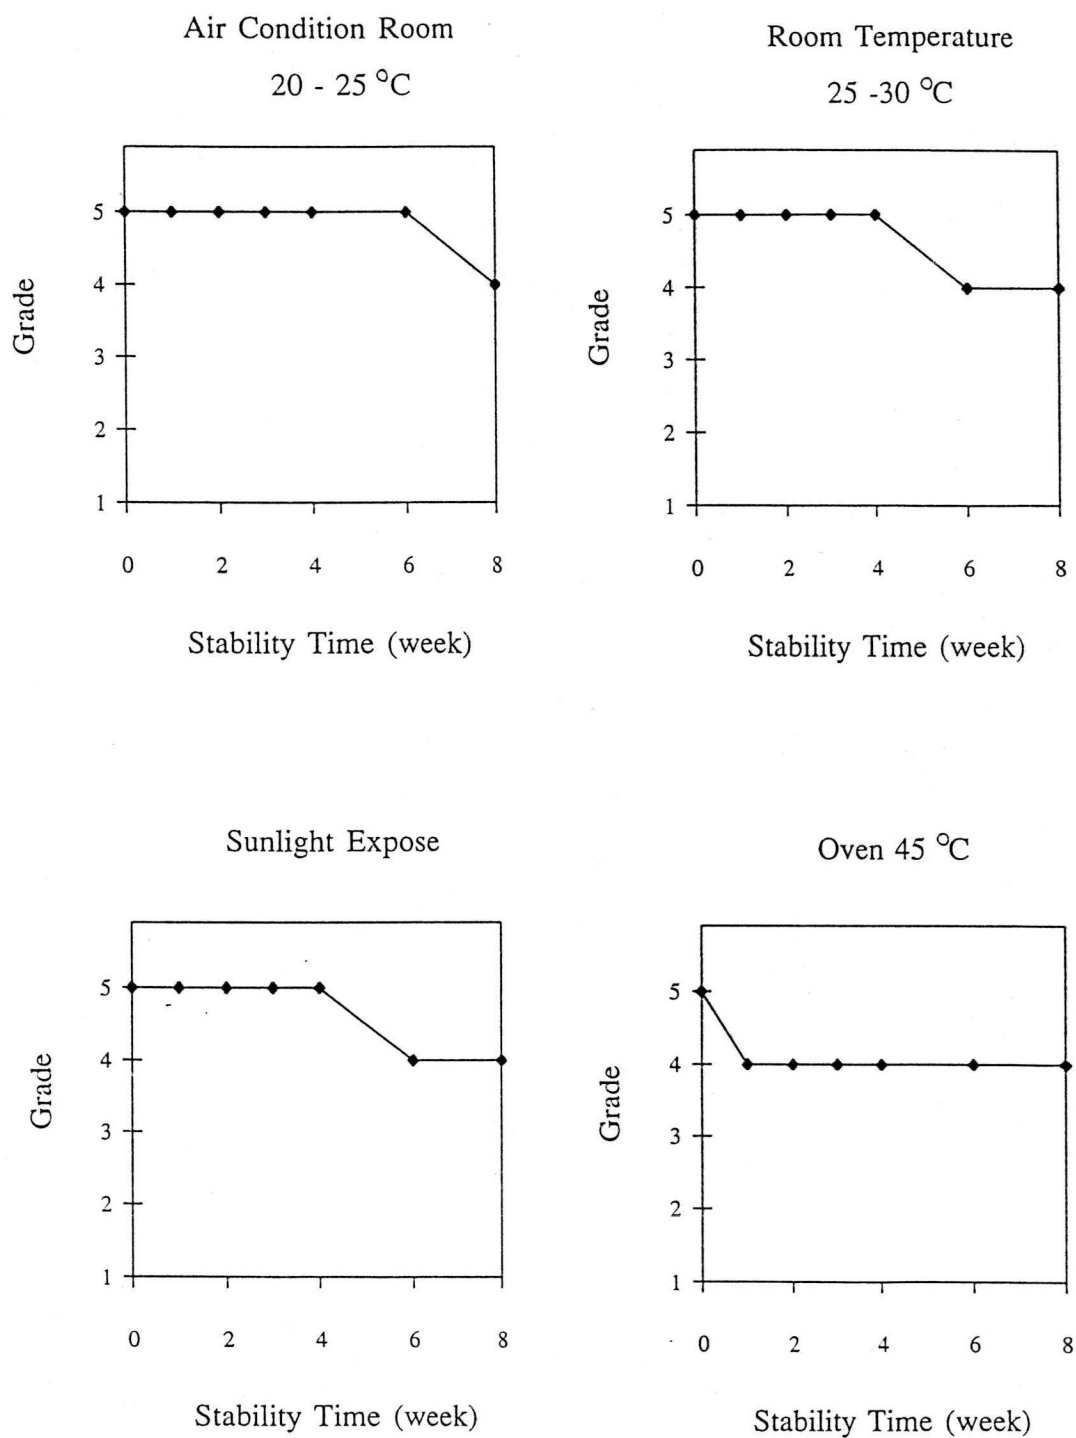 Air Condition Room
20 - 25 °C
5
4
3
2
1
Grade
0 2 4 6 8
Stability Time (week)
Room Temperature
25 -30 °C
5
4
3
2
1
Grade
0 2 4 6 8
Stability Time (week)
Sunlight Expose
5
4
3
2
1
Grade
0 2 4 6 8
Stability Time (week)
Oven 45 °C
5
4
3
2
1
Grade
0 2 4 6 8
Stability Time (week)